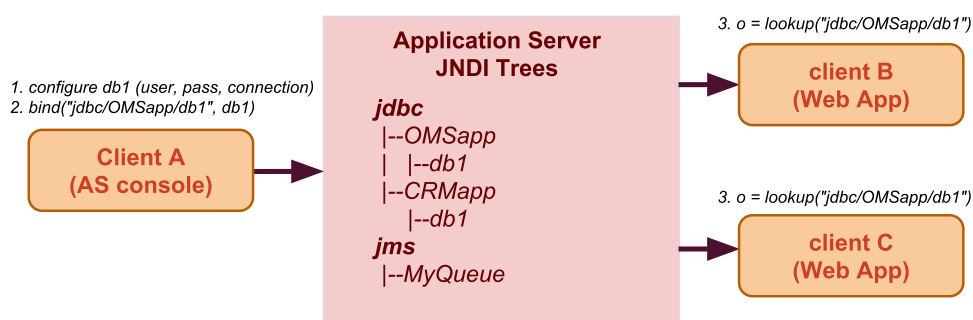 1. configure db1 (user, pass, connection)
2. bind("jdbc/OMSapp/db1", db1)
Client A
(AS console)
Application Server
JNDI Trees
jdbc
|--OMSapp
|   |--db1
|--CRMapp
|--db1
jms
|--MyQueue
3. o = lookup("jdbc/OMSapp/db1")
client B
(Web App)
3. o = lookup("jdbc/OMSapp/db1")
client C
(Web App)